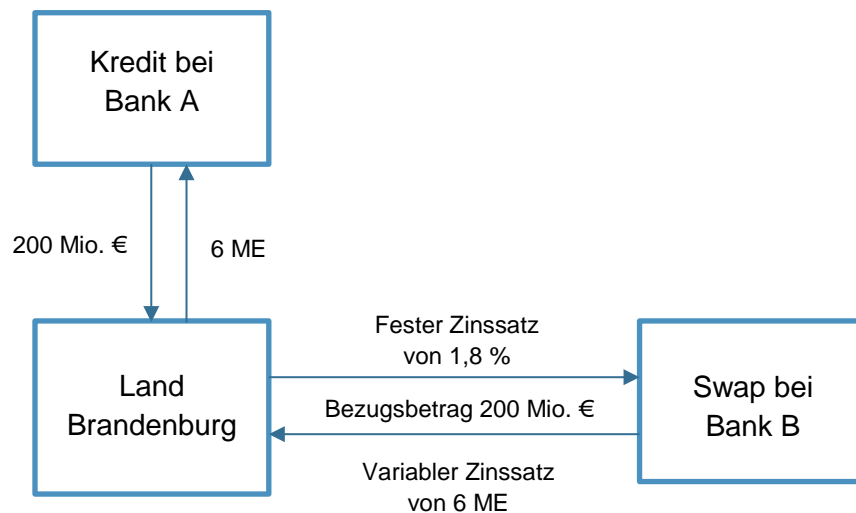 Kredit bei
Bank A
200 Mio. €
6 ME
Fester Zinssatz
von 1,8 %
Land
Brandenburg
Bezugsbetrag 200 Mio. €
Swap bei
Bank B
Variabler Zinssatz
von 6 ME